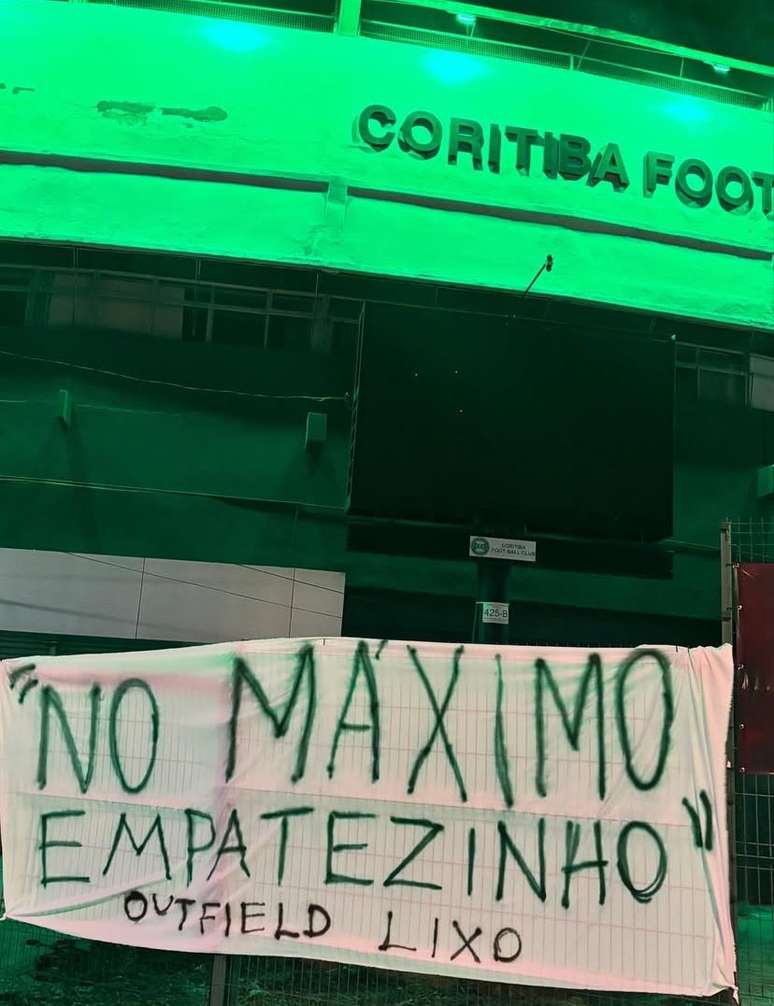 CORITIBA FOOT
CORITIBA
FOOT BALL CLUB
425-B
"NO MÁXIMO
EMPATEZINHO"
OUTFIELD LIXO